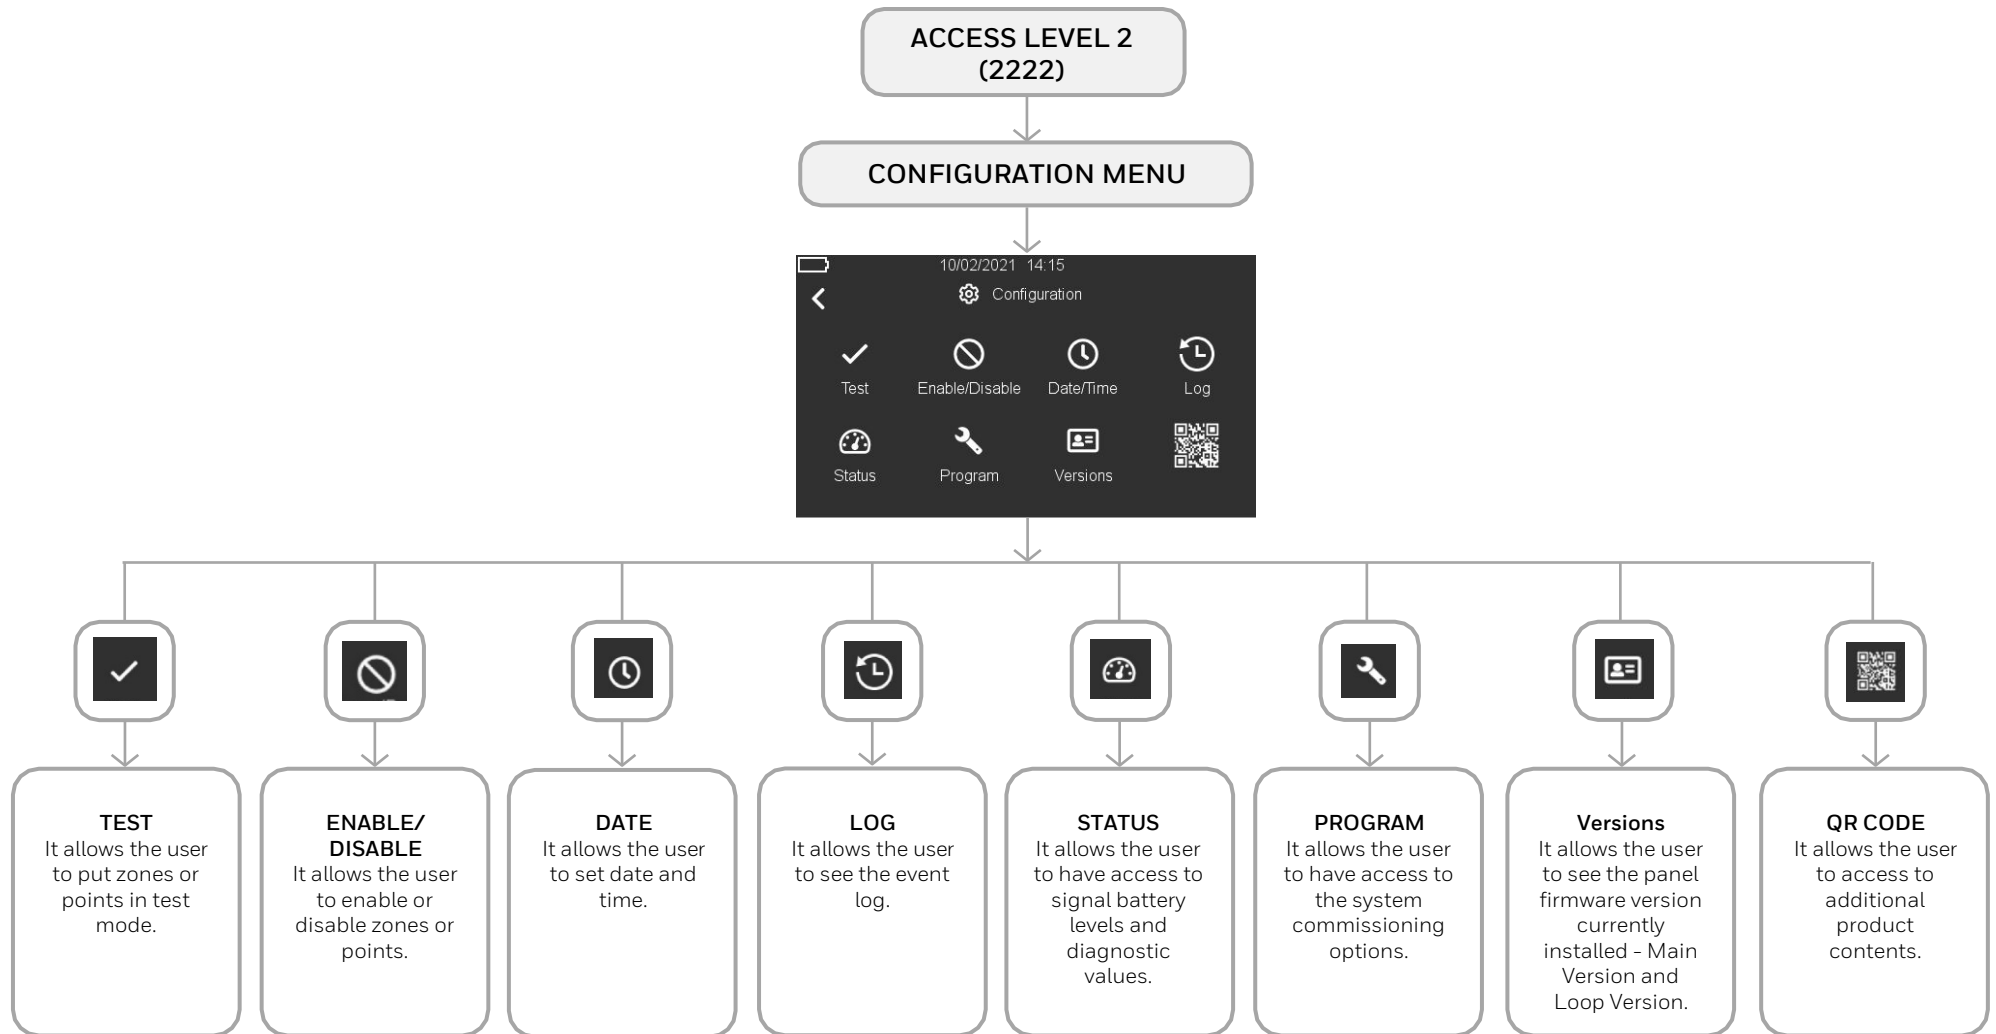 ACCESS LEVEL 2
(2222)
CONFIGURATION MENU
10/02/2021 14:15
Configuration
Test
Enable/Disable
Date/Time
Log
Status
Program
Versions
TEST
It allows the user
to put zones or
points in test
mode.
ENABLE/
DISABLE
It allows the user
to enable or
disable zones or
points.
DATE
It allows the user
to set date and
time.
LOG
It allows the user
to see the event
log.
STATUS
It allows the user
to have access to
signal battery
levels and
diagnostic
values.
PROGRAM
It allows the user
to have access to
the system
commissioning
options.
Versions
It allows the user
to see the panel
firmware version
currently
installed - Main
Version and
Loop Version.
QR CODE
It allows the user
to access to
additional
product
contents.